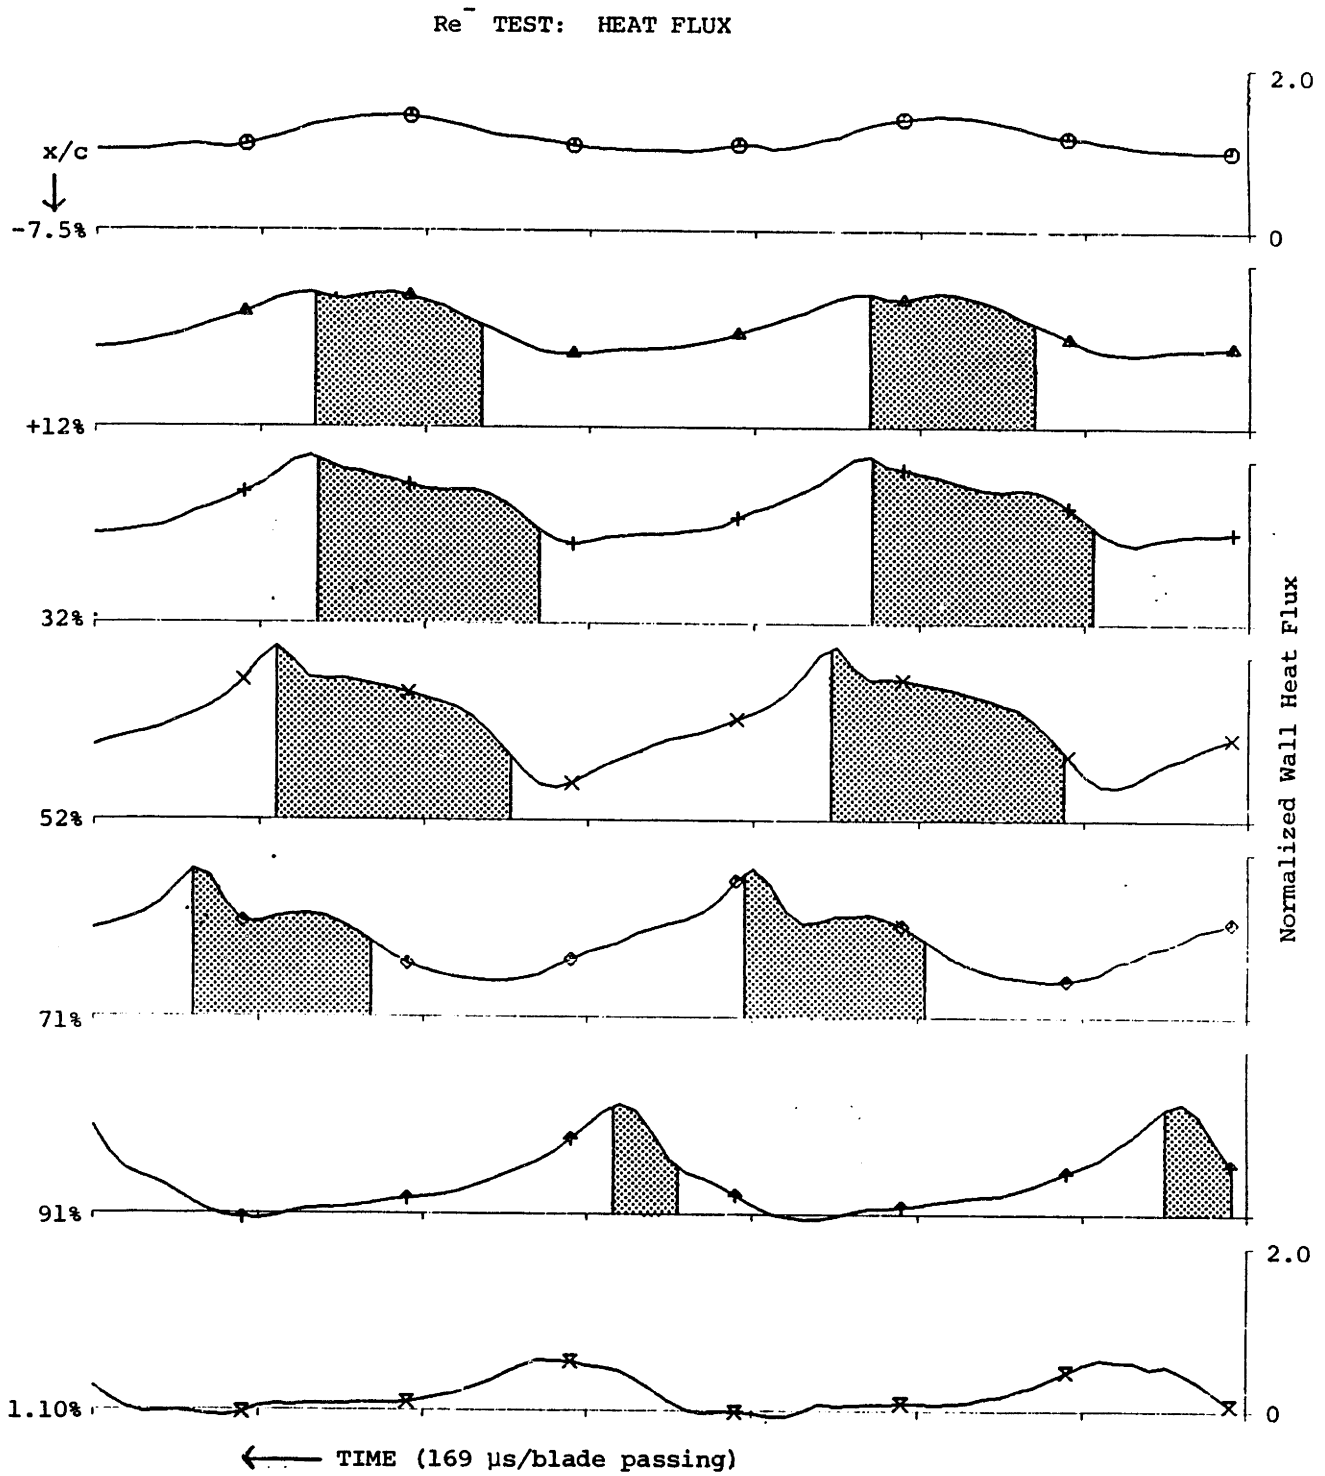 Re⁻ TEST: HEAT FLUX
2.0
x/c
-7.5%
0
+12%
32%
52%
Normalized Wall Heat Flux
71%
91%
2.0
1.10%
0
TIME (169 µs/blade passing)